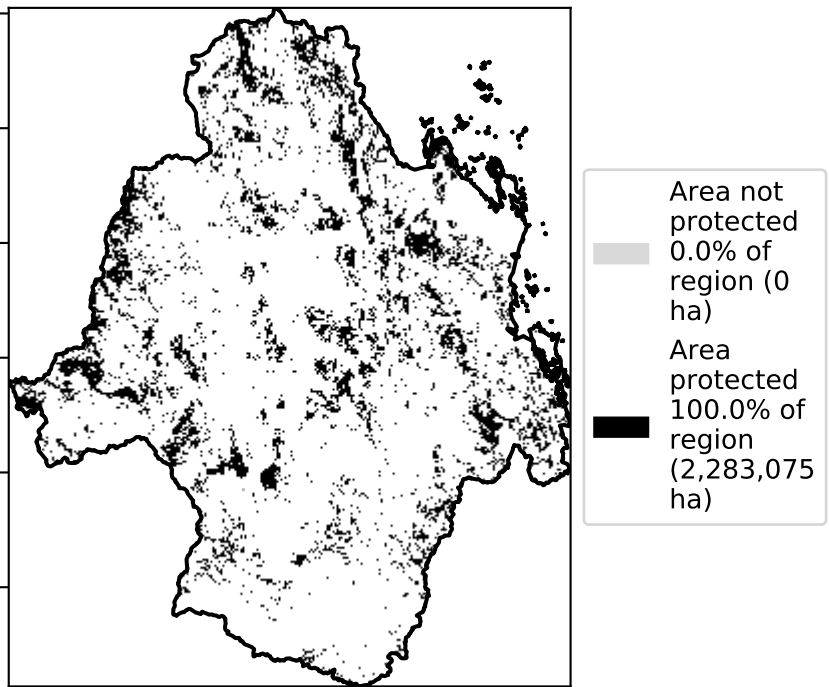 Area not
protected
0.0% of
region (0
ha)
Area
protected
100.0% of
region
(2,283,075
ha)